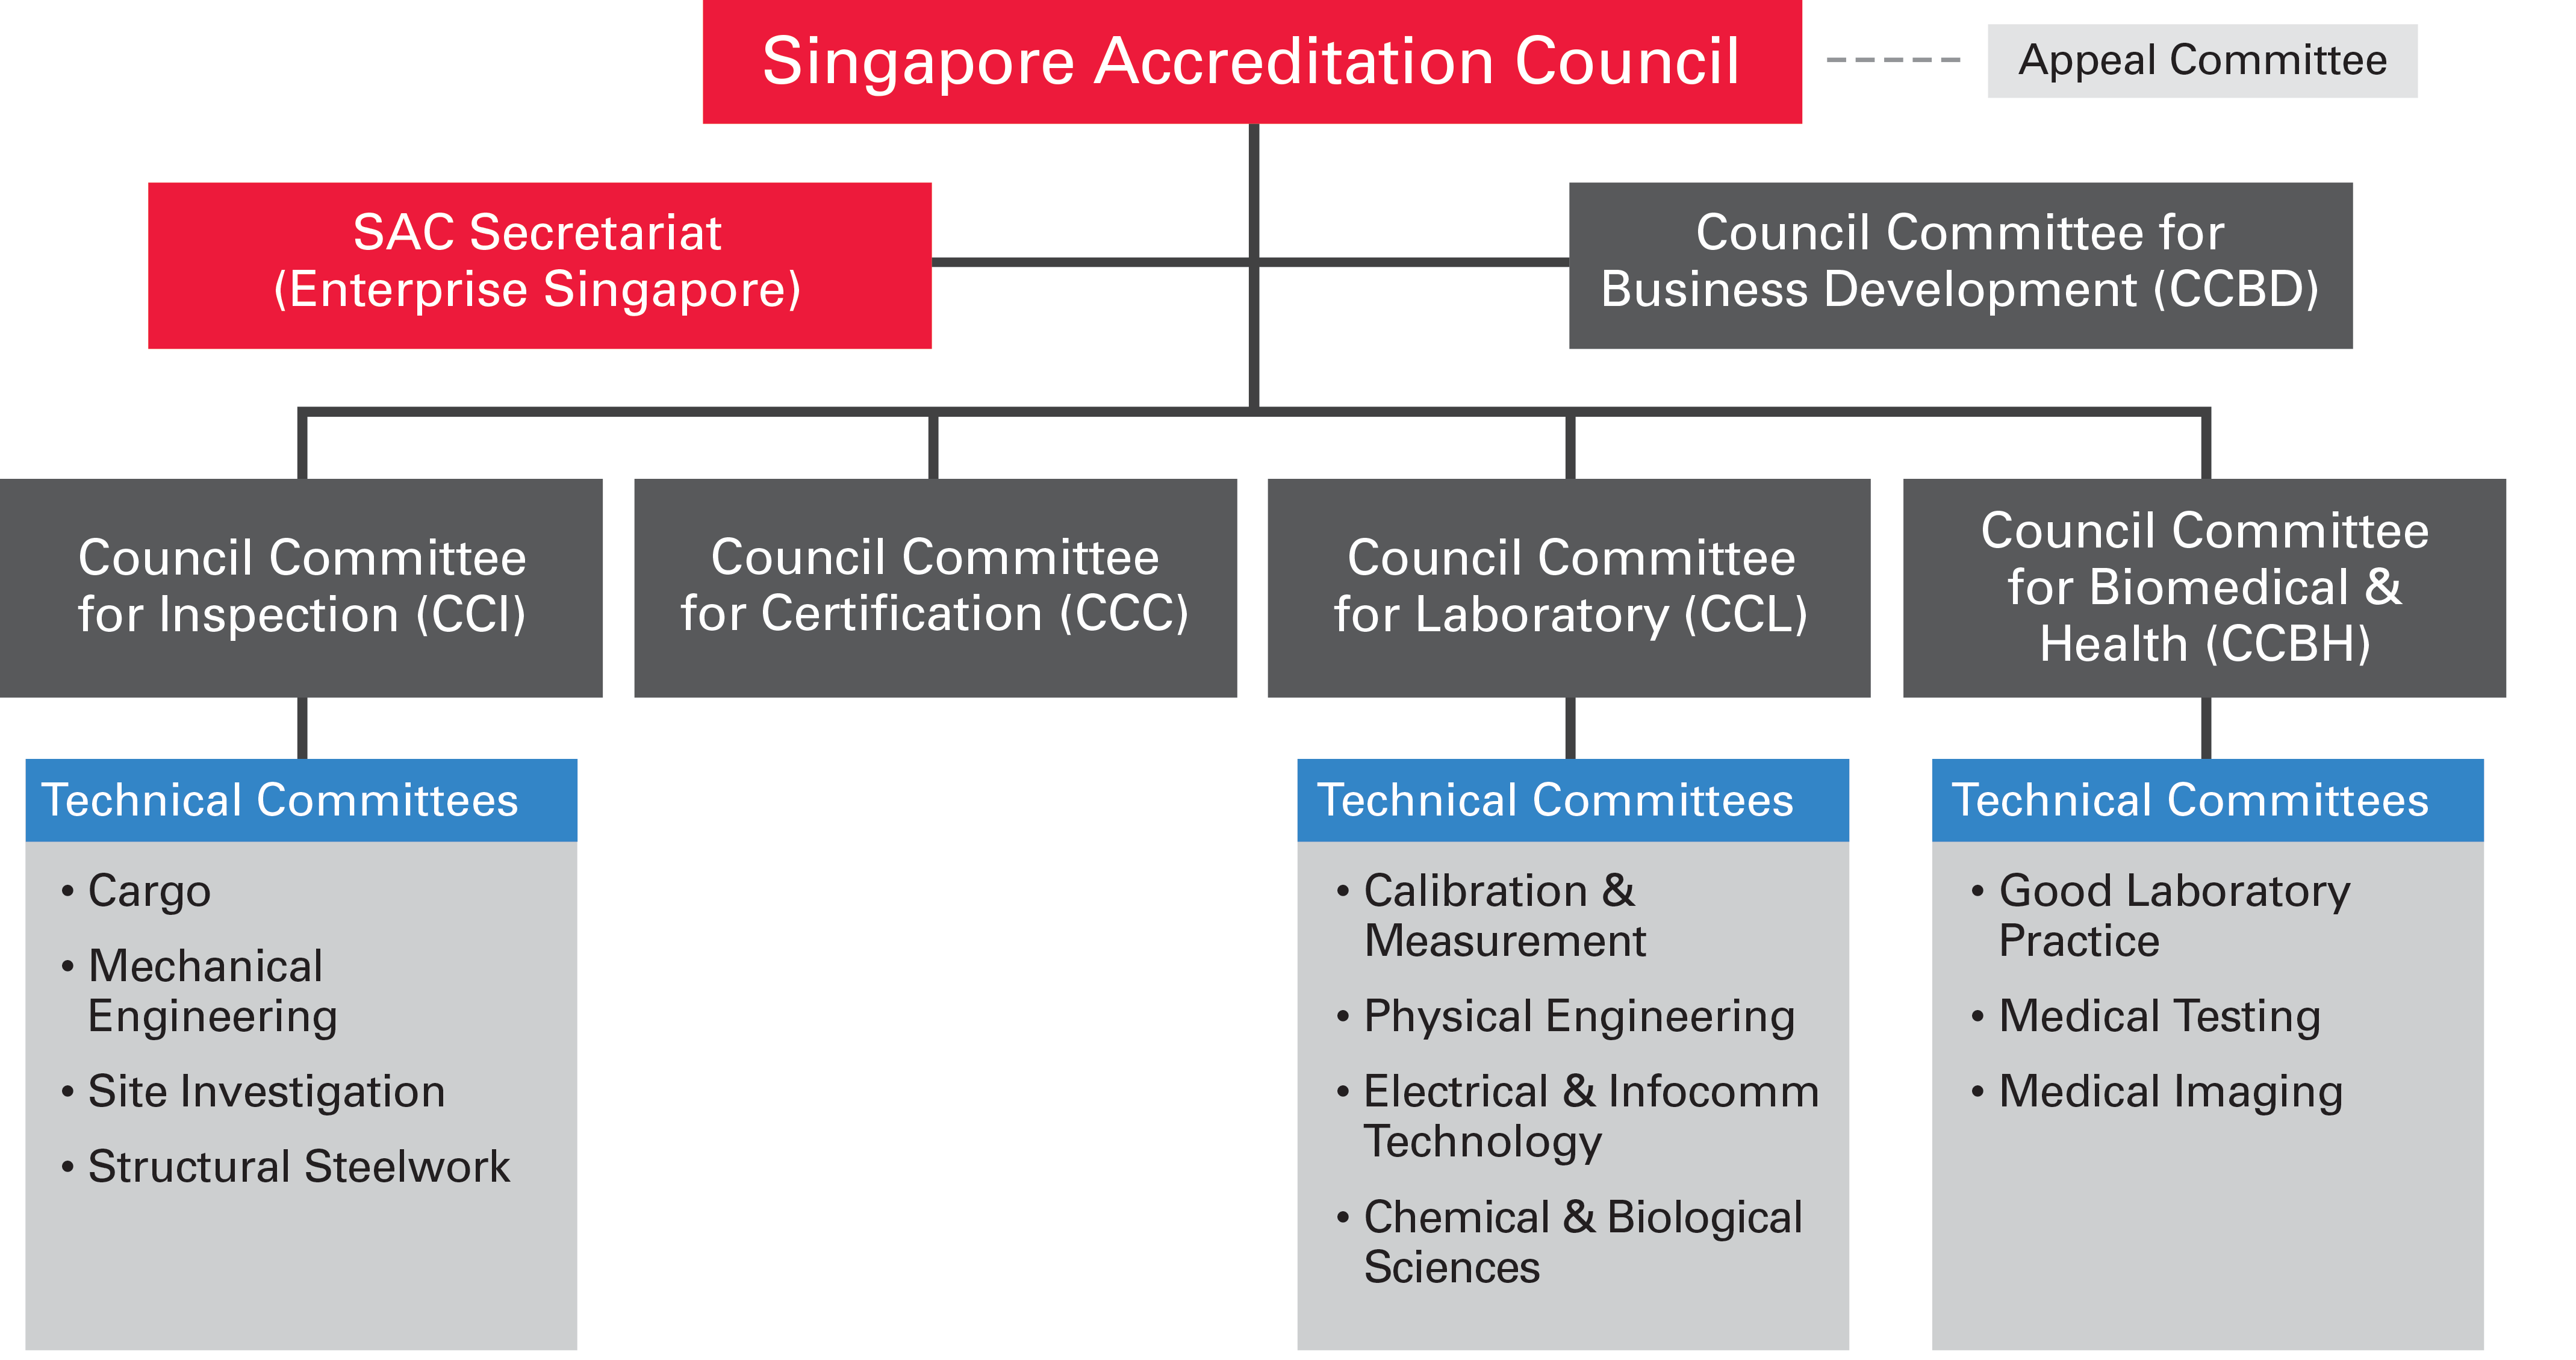 Singapore Accreditation Council
Appeal Committee
SAC Secretariat
(Enterprise Singapore)
Council Committee for
Business Development (CCBD)
Council Committee
for Inspection (CCI)
Council Committee
for Certification (CCC)
Council Committee
for Laboratory (CCL)
Council Committee
for Biomedical &
Health (CCBH)
Technical Committees
• Cargo
• Mechanical
Engineering
• Site Investigation
• Structural Steelwork
Technical Committees
• Calibration &
Measurement
• Physical Engineering
• Electrical & Infocomm
Technology
• Chemical & Biological
Sciences
Technical Committees
• Good Laboratory
Practice
• Medical Testing
• Medical Imaging